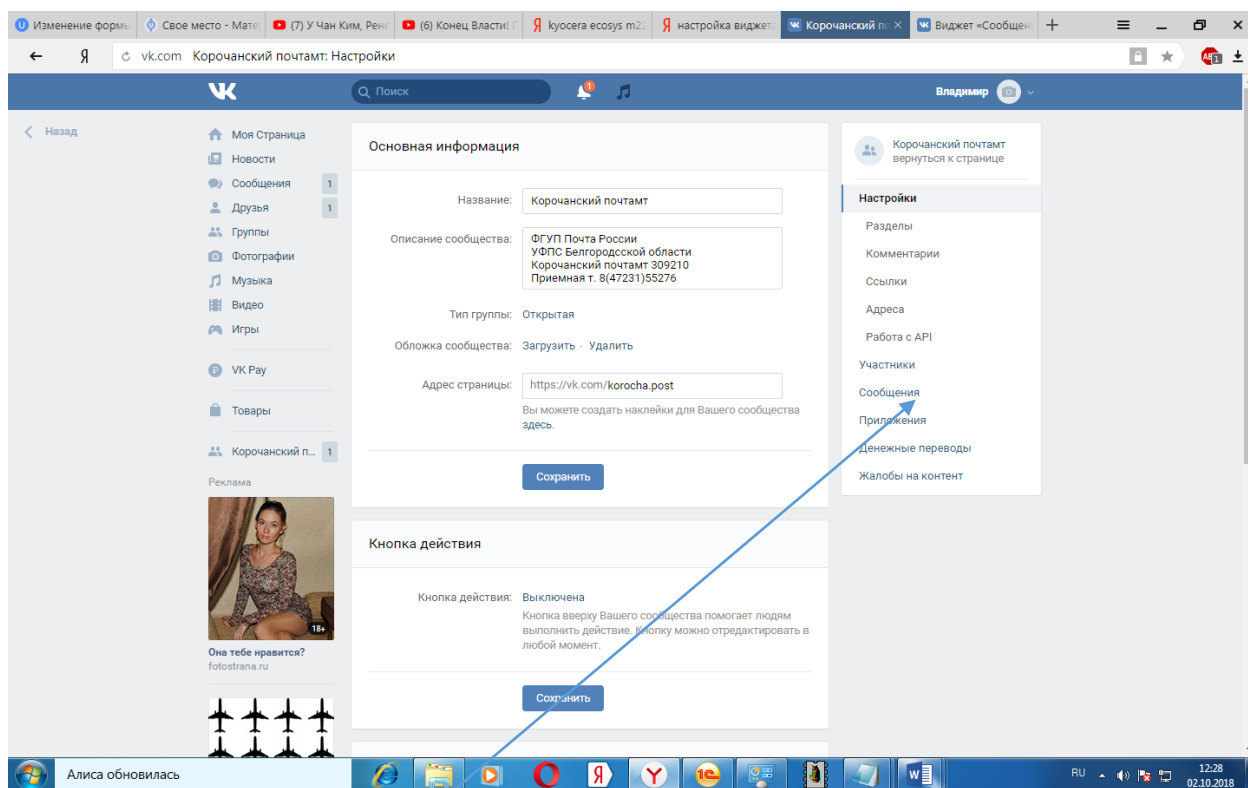 Изменение формы
Свое место - Мате
(7) У Чан Ким, Рене
(6) Конец Власти! Г
kyocera ecosys m22
настройка виджета
Корочанский по
Виджет «Сообщен
Я
vk.com Корочанский почтамт: Настройки
ABP
1
Поиск
1
Владимир
Назад
Моя Страница
Новости
Сообщения 1
Друзья 1
Группы
Фотографии
Музыка
Видео
Игры
VK Pay
Товары
Корочанский п... 1
Реклама
18+
Она тебе нравится?
fotostrana.ru
Основная информация
Название: Корочанский почтамт
Описание сообщества: ФГУП Почта России
УФПС Белгородсской области
Корочанский почтамт 309210
Приемная т. 8(47231)55276
Тип группы: Открытая
Обложка сообщества: Загрузить · Удалить
Адрес страницы: https://vk.com/korocha.post
Вы можете создать наклейки для Вашего сообщества
здесь.
Сохранить
Кнопка действия
Кнопка действия: Выключена
Кнопка вверху Вашего сообщества помогает людям
выполнить действие. Кнопку можно отредактировать в
любой момент.
Сохранить
Корочанский почтамт
вернуться к странице
Настройки
Разделы
Комментарии
Ссылки
Адреса
Работа с API
Участники
Сообщения
Приложения
Денежные переводы
Жалобы на контент
Алиса обновилась
RU
12:28
02.10.2018